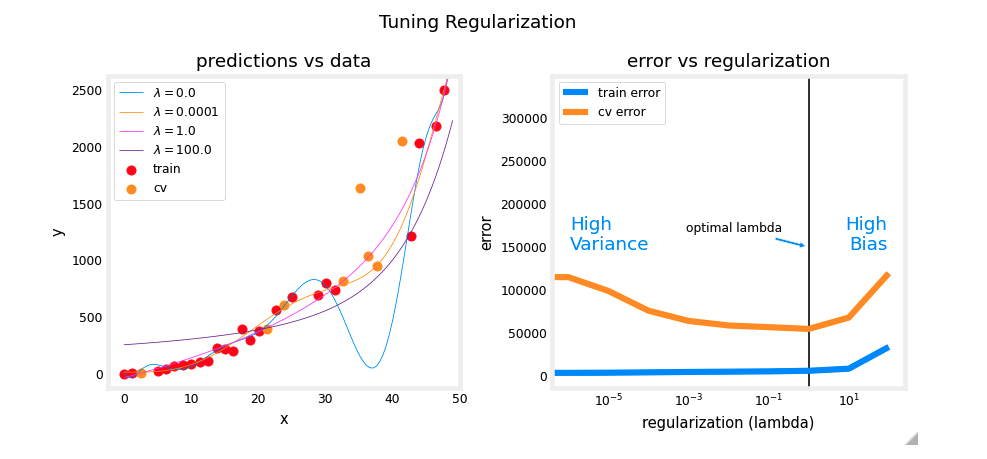 Tuning Regularization
predictions vs data
2500
2000
1500
1000
500
0
y
λ = 0.0
λ = 0.0001
λ = 1.0
λ = 100.0
train
cv
0 10 20 30 40 50
x
error vs regularization
300000
250000
200000
150000
100000
50000
0
error
train error
cv error
High
Variance
optimal lambda
High
Bias
10⁻⁵ 10⁻³ 10⁻¹ 10¹
regularization (lambda)